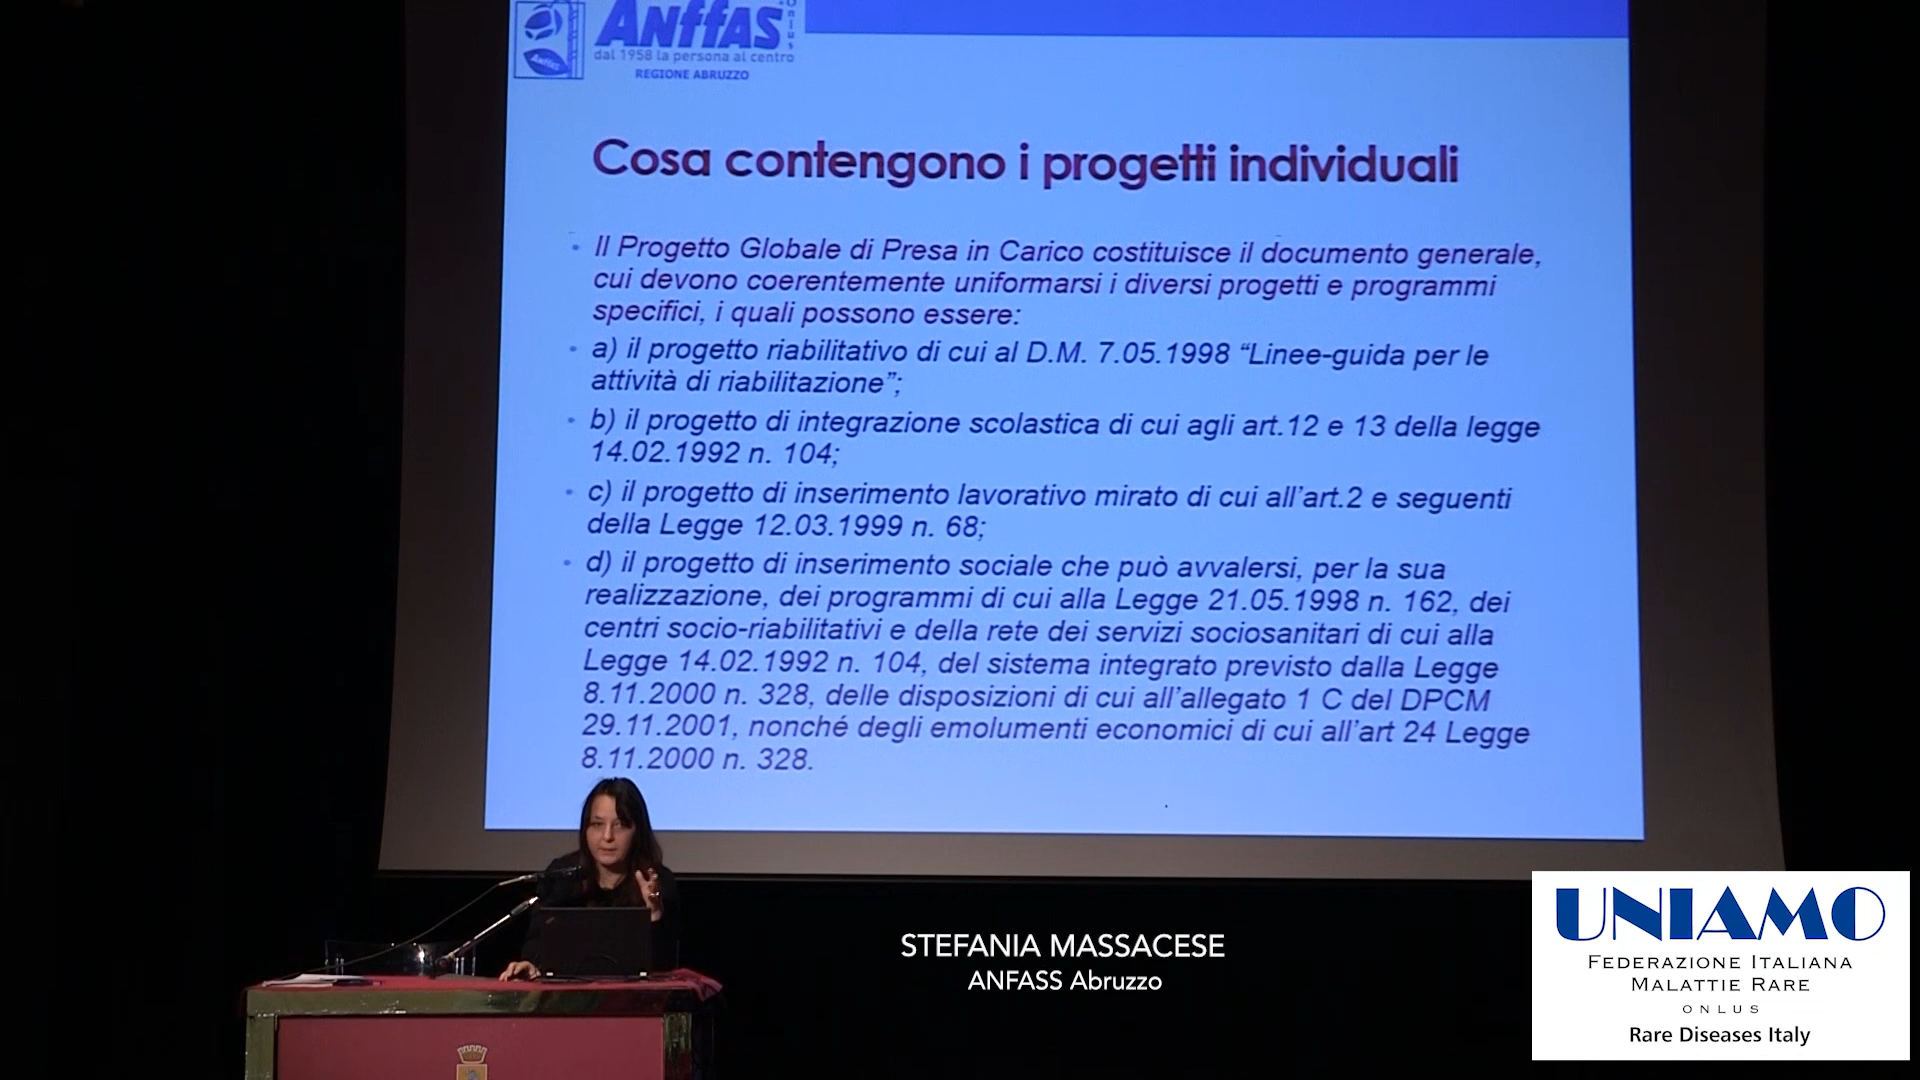 Anffas
Onlus
dal 1958 la persona al centro
REGIONE ABRUZZO
Cosa contengono i progetti individuali
• Il Progetto Globale di Presa in Carico costituisce il documento generale,
cui devono coerentemente uniformarsi i diversi progetti e programmi
specifici, i quali possono essere:
• a) il progetto riabilitativo di cui al D.M. 7.05.1998 “Linee-guida per le
attività di riabilitazione”;
• b) il progetto di integrazione scolastica di cui agli art.12 e 13 della legge
14.02.1992 n. 104;
• c) il progetto di inserimento lavorativo mirato di cui all’art.2 e seguenti
della Legge 12.03.1999 n. 68;
• d) il progetto di inserimento sociale che può avvalersi, per la sua
realizzazione, dei programmi di cui alla Legge 21.05.1998 n. 162, dei
centri socio-riabilitativi e della rete dei servizi sociosanitari di cui alla
Legge 14.02.1992 n. 104, del sistema integrato previsto dalla Legge
8.11.2000 n. 328, delle disposizioni di cui all’allegato 1 C del DPCM
29.11.2001, nonché degli emolumenti economici di cui all’art 24 Legge
8.11.2000 n. 328.
STEFANIA MASSACESE
ANFASS Abruzzo
UNIAMO
FEDERAZIONE ITALIANA
MALATTIE RARE
ONLUS
Rare Diseases Italy